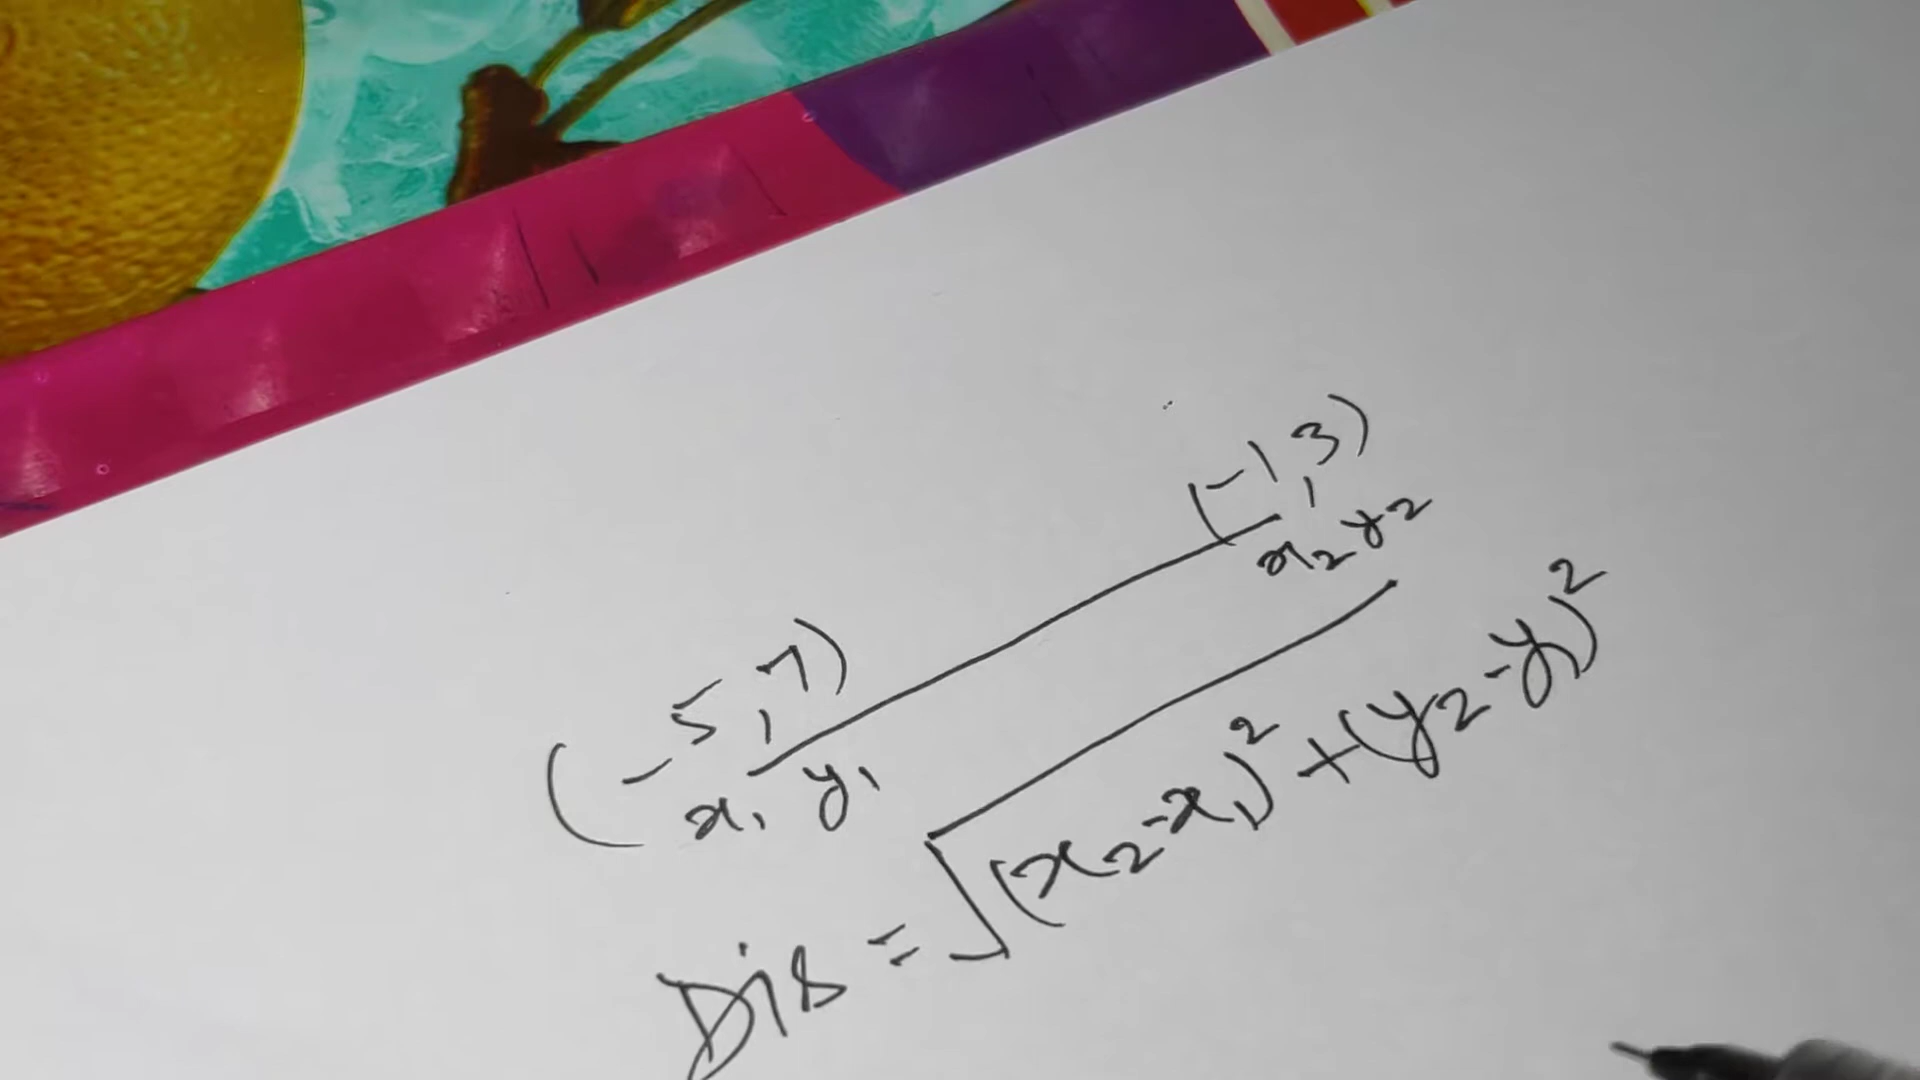 (-1,3)
x2 y2
(-5,7)
x1 y1
Dis = √(x2-x1)²+(y2-y1)²